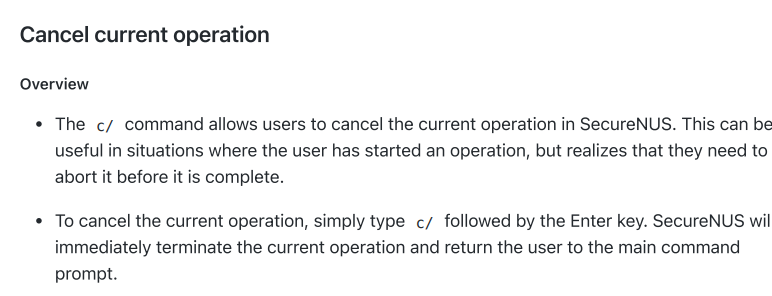 Cancel current operation
Overview
• The c/ command allows users to cancel the current operation in SecureNUS. This can be
useful in situations where the user has started an operation, but realizes that they need to
abort it before it is complete.
• To cancel the current operation, simply type c/ followed by the Enter key. SecureNUS wil
immediately terminate the current operation and return the user to the main command
prompt.